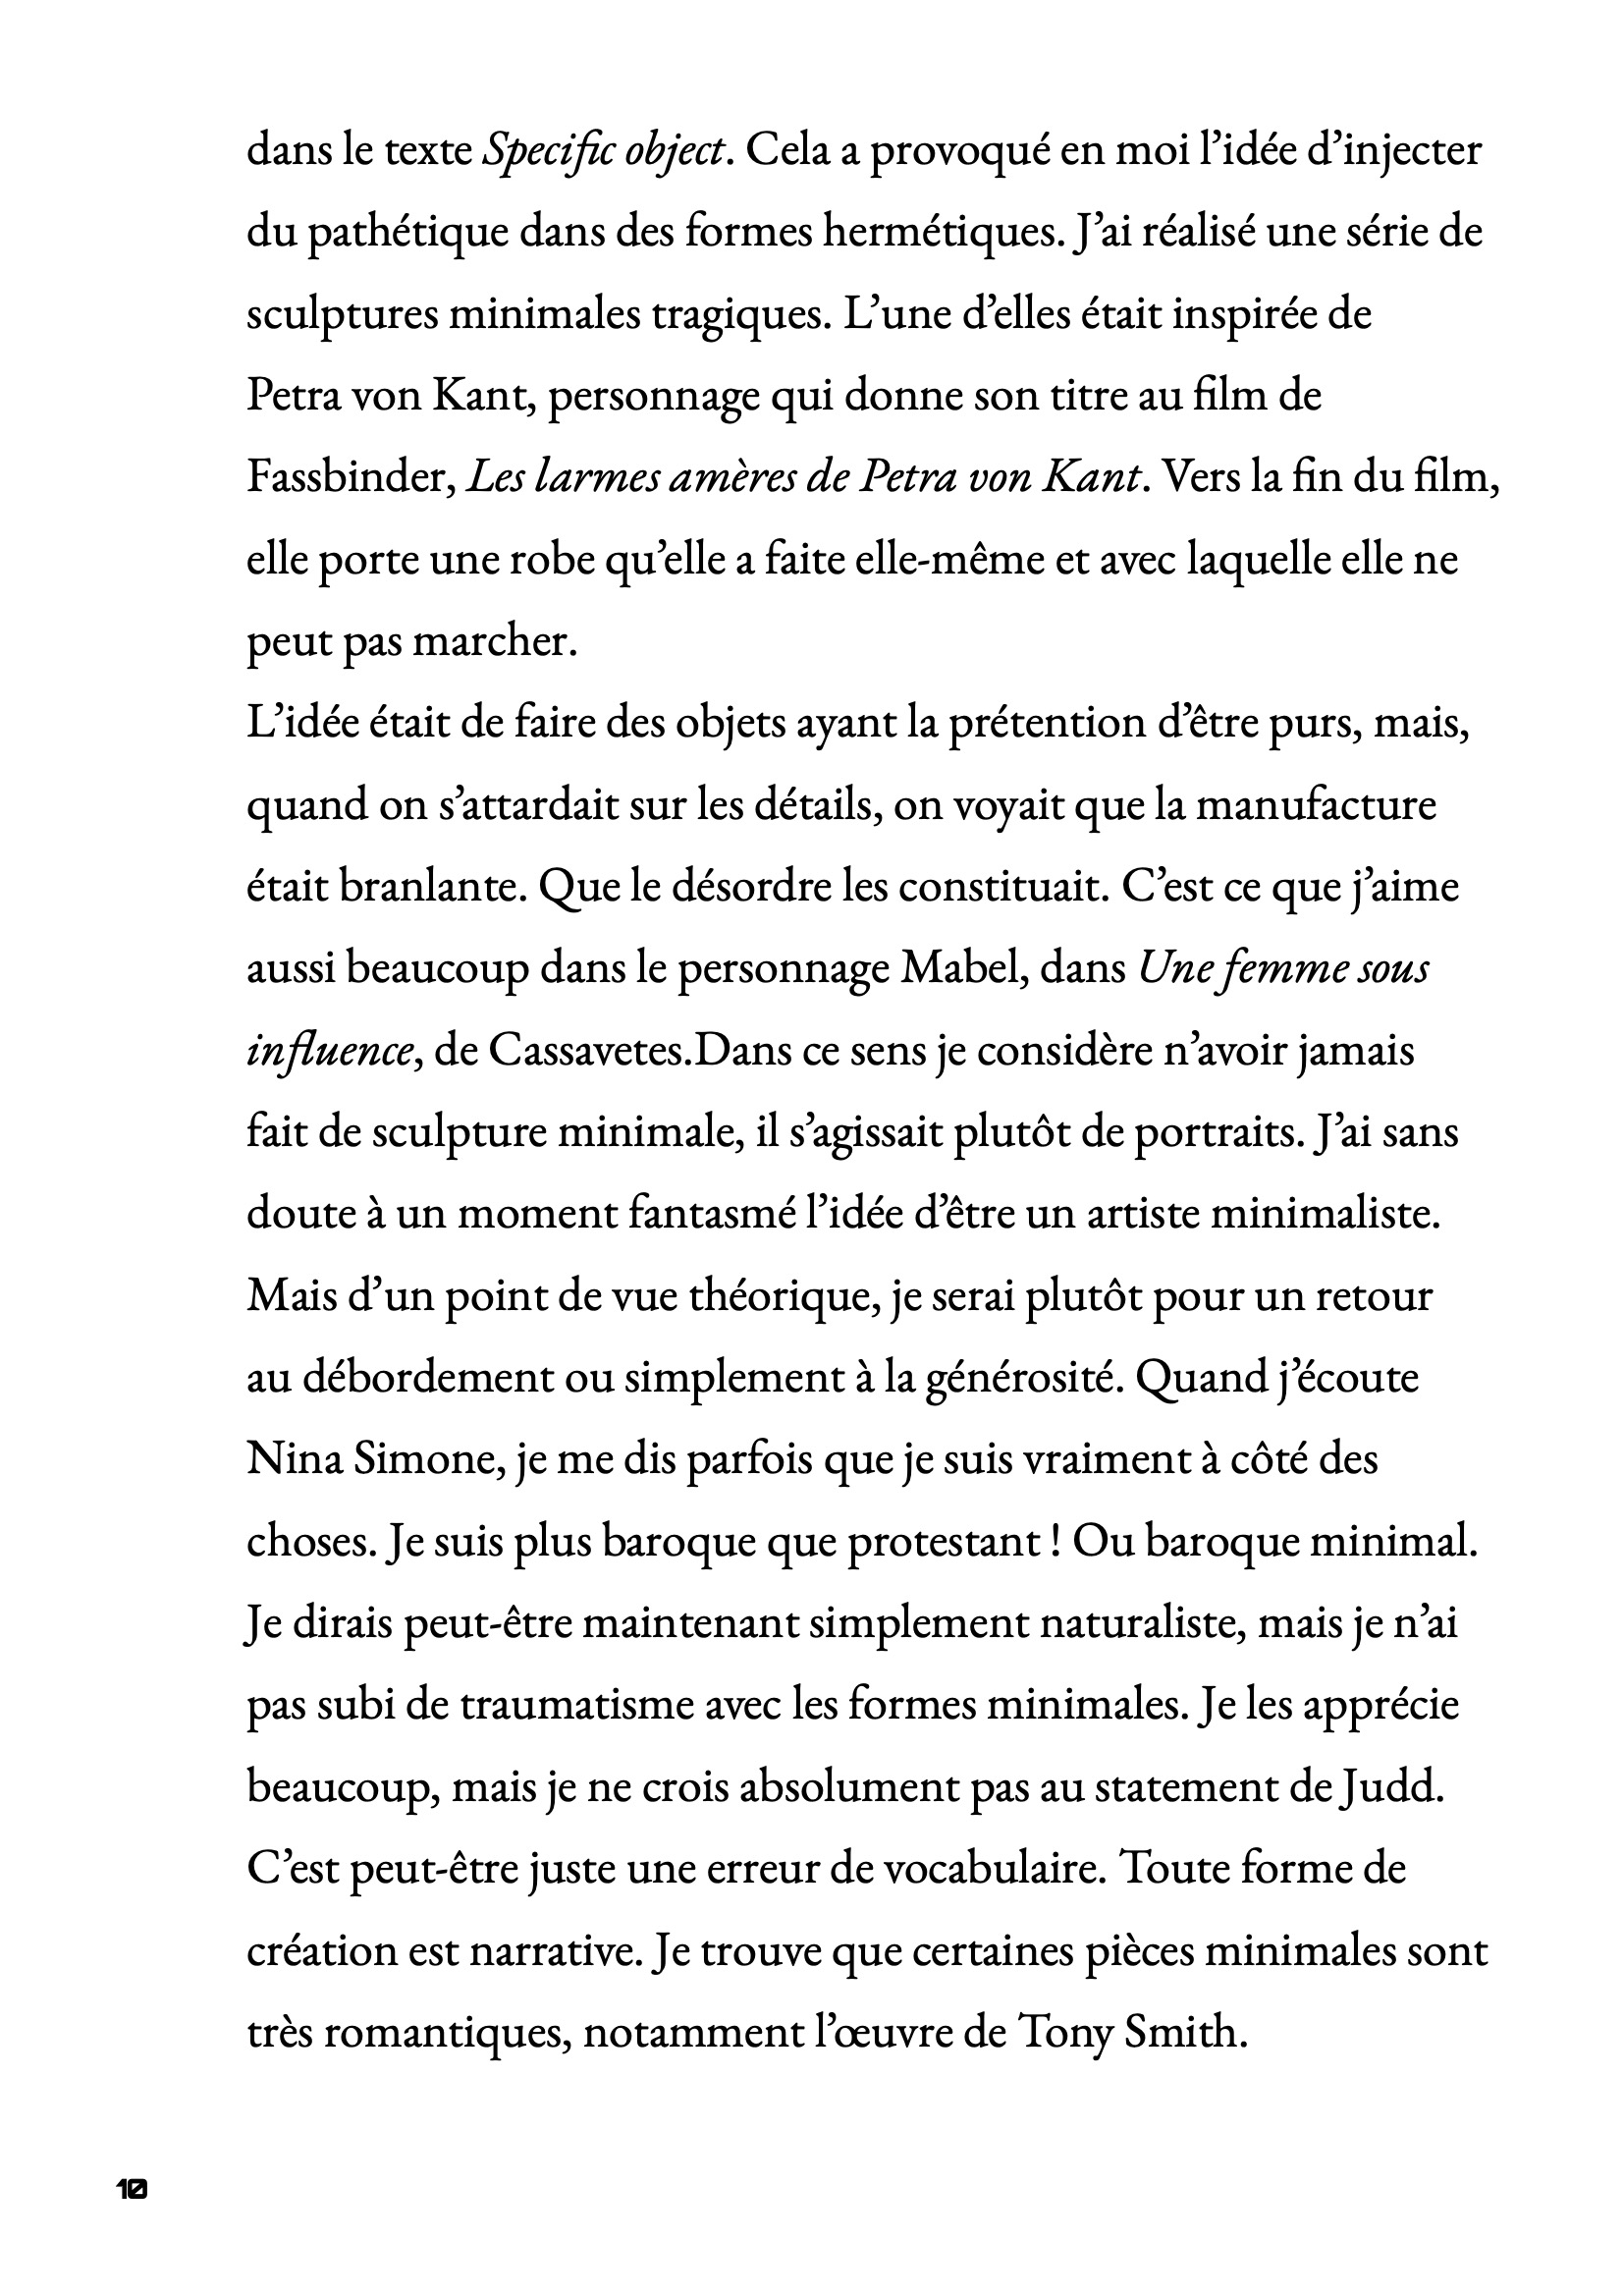 dans le texte Specific object. Cela a provoqué en moi l’idée d’injecter
du pathétique dans des formes hermétiques. J’ai réalisé une série de
sculptures minimales tragiques. L’une d’elles était inspirée de
Petra von Kant, personnage qui donne son titre au film de
Fassbinder, Les larmes amères de Petra von Kant. Vers la fin du film,
elle porte une robe qu’elle a faite elle-même et avec laquelle elle ne
peut pas marcher.
L’idée était de faire des objets ayant la prétention d’être purs, mais,
quand on s’attardait sur les détails, on voyait que la manufacture
était branlante. Que le désordre les constituait. C’est ce que j’aime
aussi beaucoup dans le personnage Mabel, dans Une femme sous
influence, de Cassavetes.Dans ce sens je considère n’avoir jamais
fait de sculpture minimale, il s’agissait plutôt de portraits. J’ai sans
doute à un moment fantasmé l’idée d’être un artiste minimaliste.
Mais d’un point de vue théorique, je serai plutôt pour un retour
au débordement ou simplement à la générosité. Quand j’écoute
Nina Simone, je me dis parfois que je suis vraiment à côté des
choses. Je suis plus baroque que protestant ! Ou baroque minimal.
Je dirais peut-être maintenant simplement naturaliste, mais je n’ai
pas subi de traumatisme avec les formes minimales. Je les apprécie
beaucoup, mais je ne crois absolument pas au statement de Judd.
C’est peut-être juste une erreur de vocabulaire. Toute forme de
création est narrative. Je trouve que certaines pièces minimales sont
très romantiques, notamment l’œuvre de Tony Smith.
10